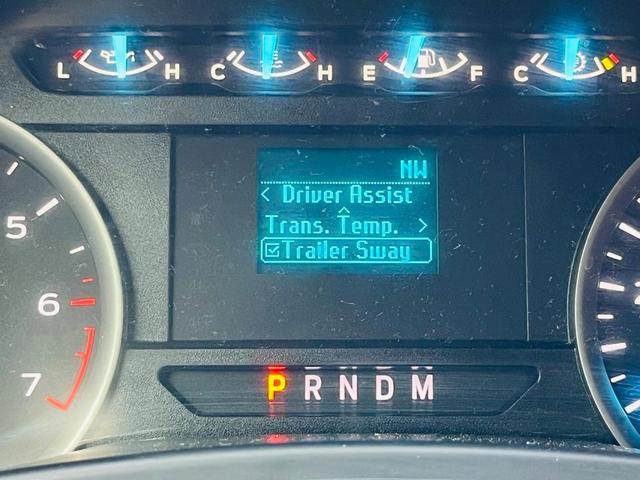 L H C H E F C H
NW
< Driver Assist
Trans. Temp. >
Trailer Sway
5
6
7
P R N D M